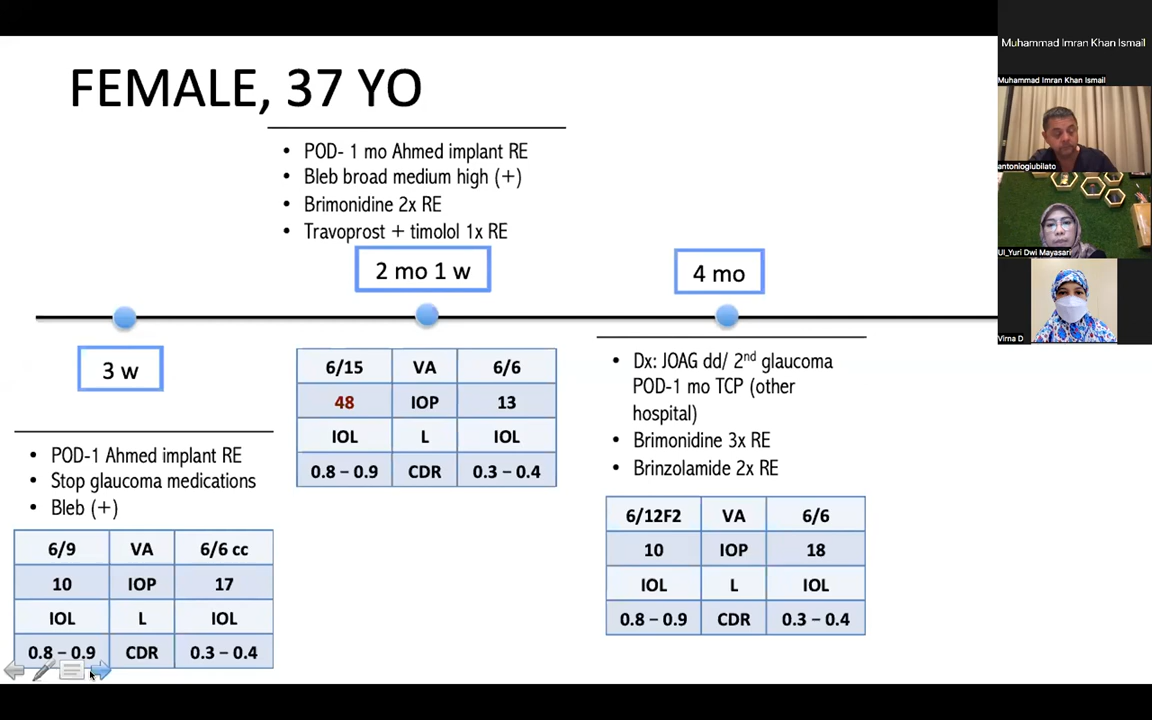 FEMALE, 37 YO
• POD- 1 mo Ahmed implant RE
• Bleb broad medium high (+)
• Brimonidine 2x RE
• Travoprost + timolol 1x RE
2 mo 1 w
4 mo
3 w
• POD-1 Ahmed implant RE
• Stop glaucoma medications
• Bleb (+)
6/9 VA 6/6 cc
10 IOP 17
IOL L IOL
0.8 – 0.9 CDR 0.3 – 0.4
6/15 VA 6/6
48 IOP 13
IOL L IOL
0.8 – 0.9 CDR 0.3 – 0.4
• Dx: JOAG dd/ 2nd glaucoma
POD-1 mo TCP (other
hospital)
• Brimonidine 3x RE
• Brinzolamide 2x RE
6/12F2 VA 6/6
10 IOP 18
IOL L IOL
0.8 – 0.9 CDR 0.3 – 0.4
Muhammad Imran Khan Ismail
Muhammad Imran Khan Ismail
antoniogiubilato
UI_Yuri Dwi Mayasari
Virna D